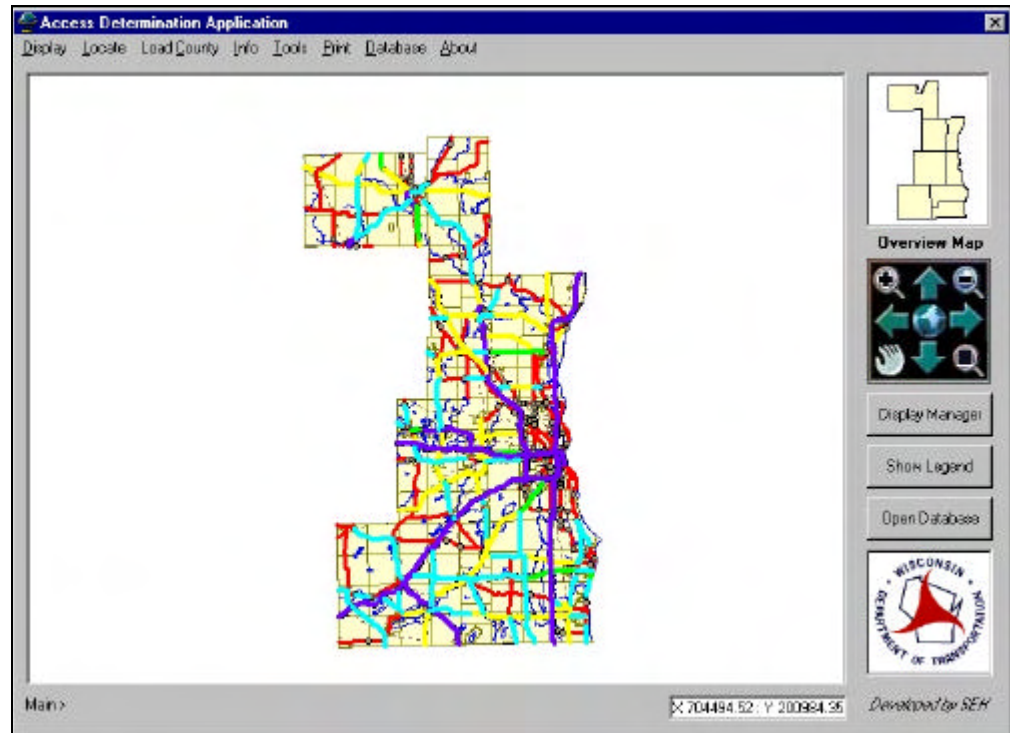 Access Determination Application
Display Locate Load County Info Tools Print Database About
Overview Map
Display Manager
Show Legend
Open Database
WISCONSIN
DEPARTMENT OF TRANSPORTATION
Main>
X 704494.52 : Y 200984.35
Developed by SEH